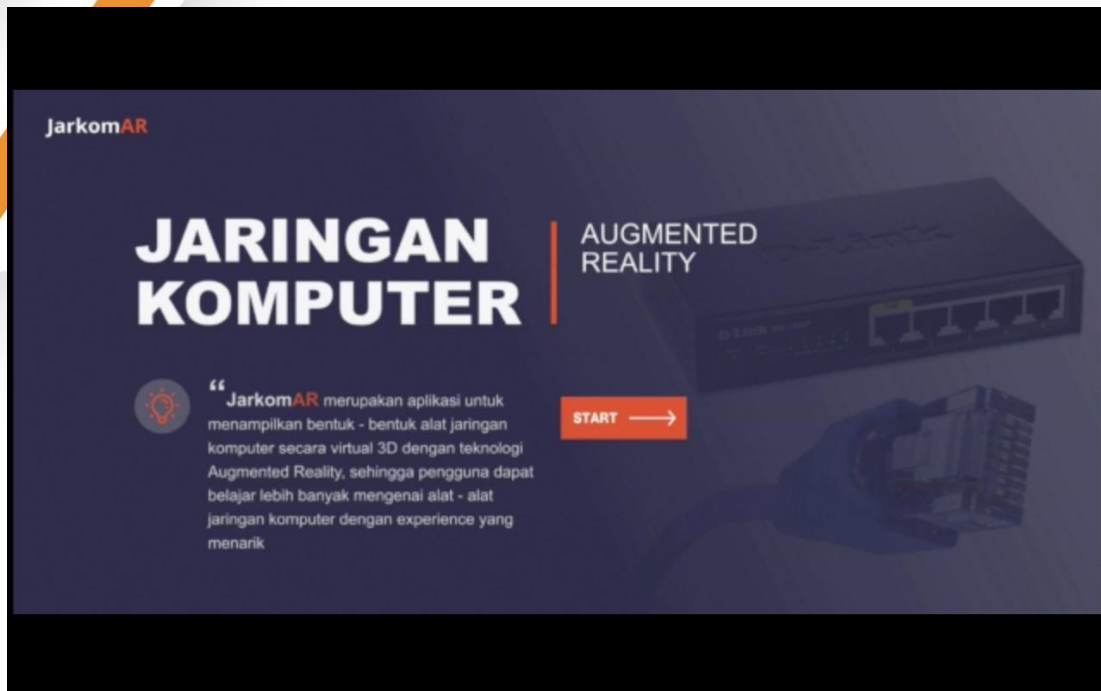 JarkomAR
JARINGAN
KOMPUTER
AUGMENTED
REALITY
“JarkomAR merupakan aplikasi untuk
menampilkan bentuk - bentuk alat jaringan
komputer secara virtual 3D dengan teknologi
Augmented Reality, sehingga pengguna dapat
belajar lebih banyak mengenai alat - alat
jaringan komputer dengan experience yang
menarik
START
D-Link
D-Link